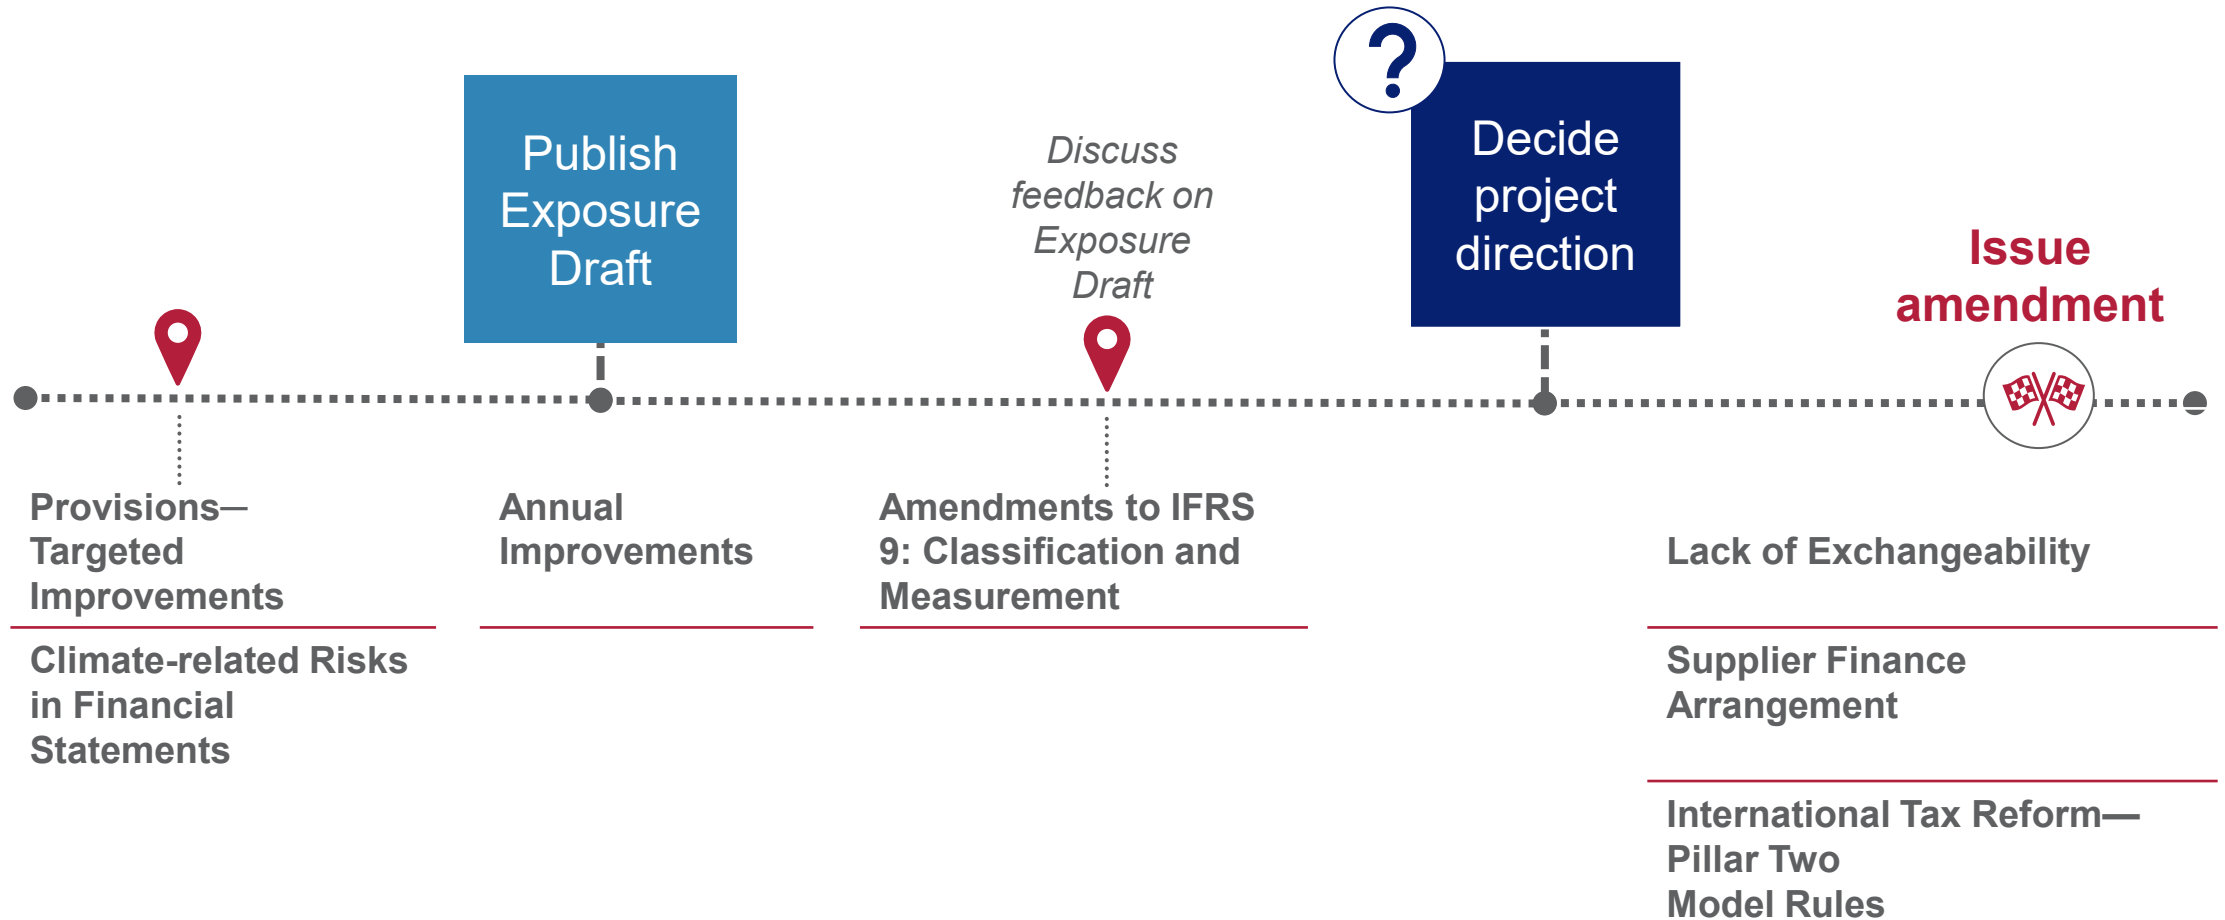 Publish
Exposure
Draft
Discuss
feedback on
Exposure
Draft
?
Decide
project
direction
Issue
amendment
Provisions—
Targeted
Improvements
Climate-related Risks
in Financial
Statements
Annual
Improvements
Amendments to IFRS
9: Classification and
Measurement
Lack of Exchangeability
Supplier Finance
Arrangement
International Tax Reform—
Pillar Two
Model Rules